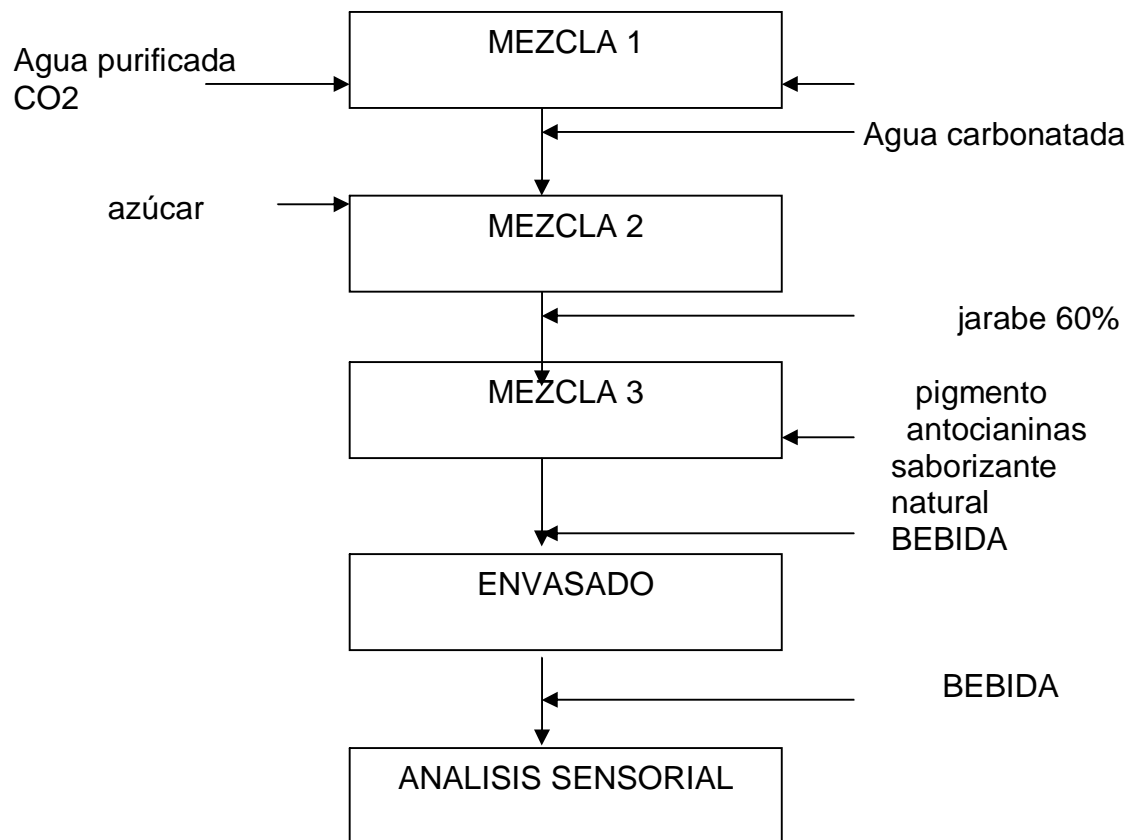 MEZCLA 1
Agua purificada
CO2
Agua carbonatada
azúcar
MEZCLA 2
jarabe 60%
MEZCLA 3
pigmento
antocianinas
saborizante
natural
BEBIDA
ENVASADO
BEBIDA
ANALISIS SENSORIAL